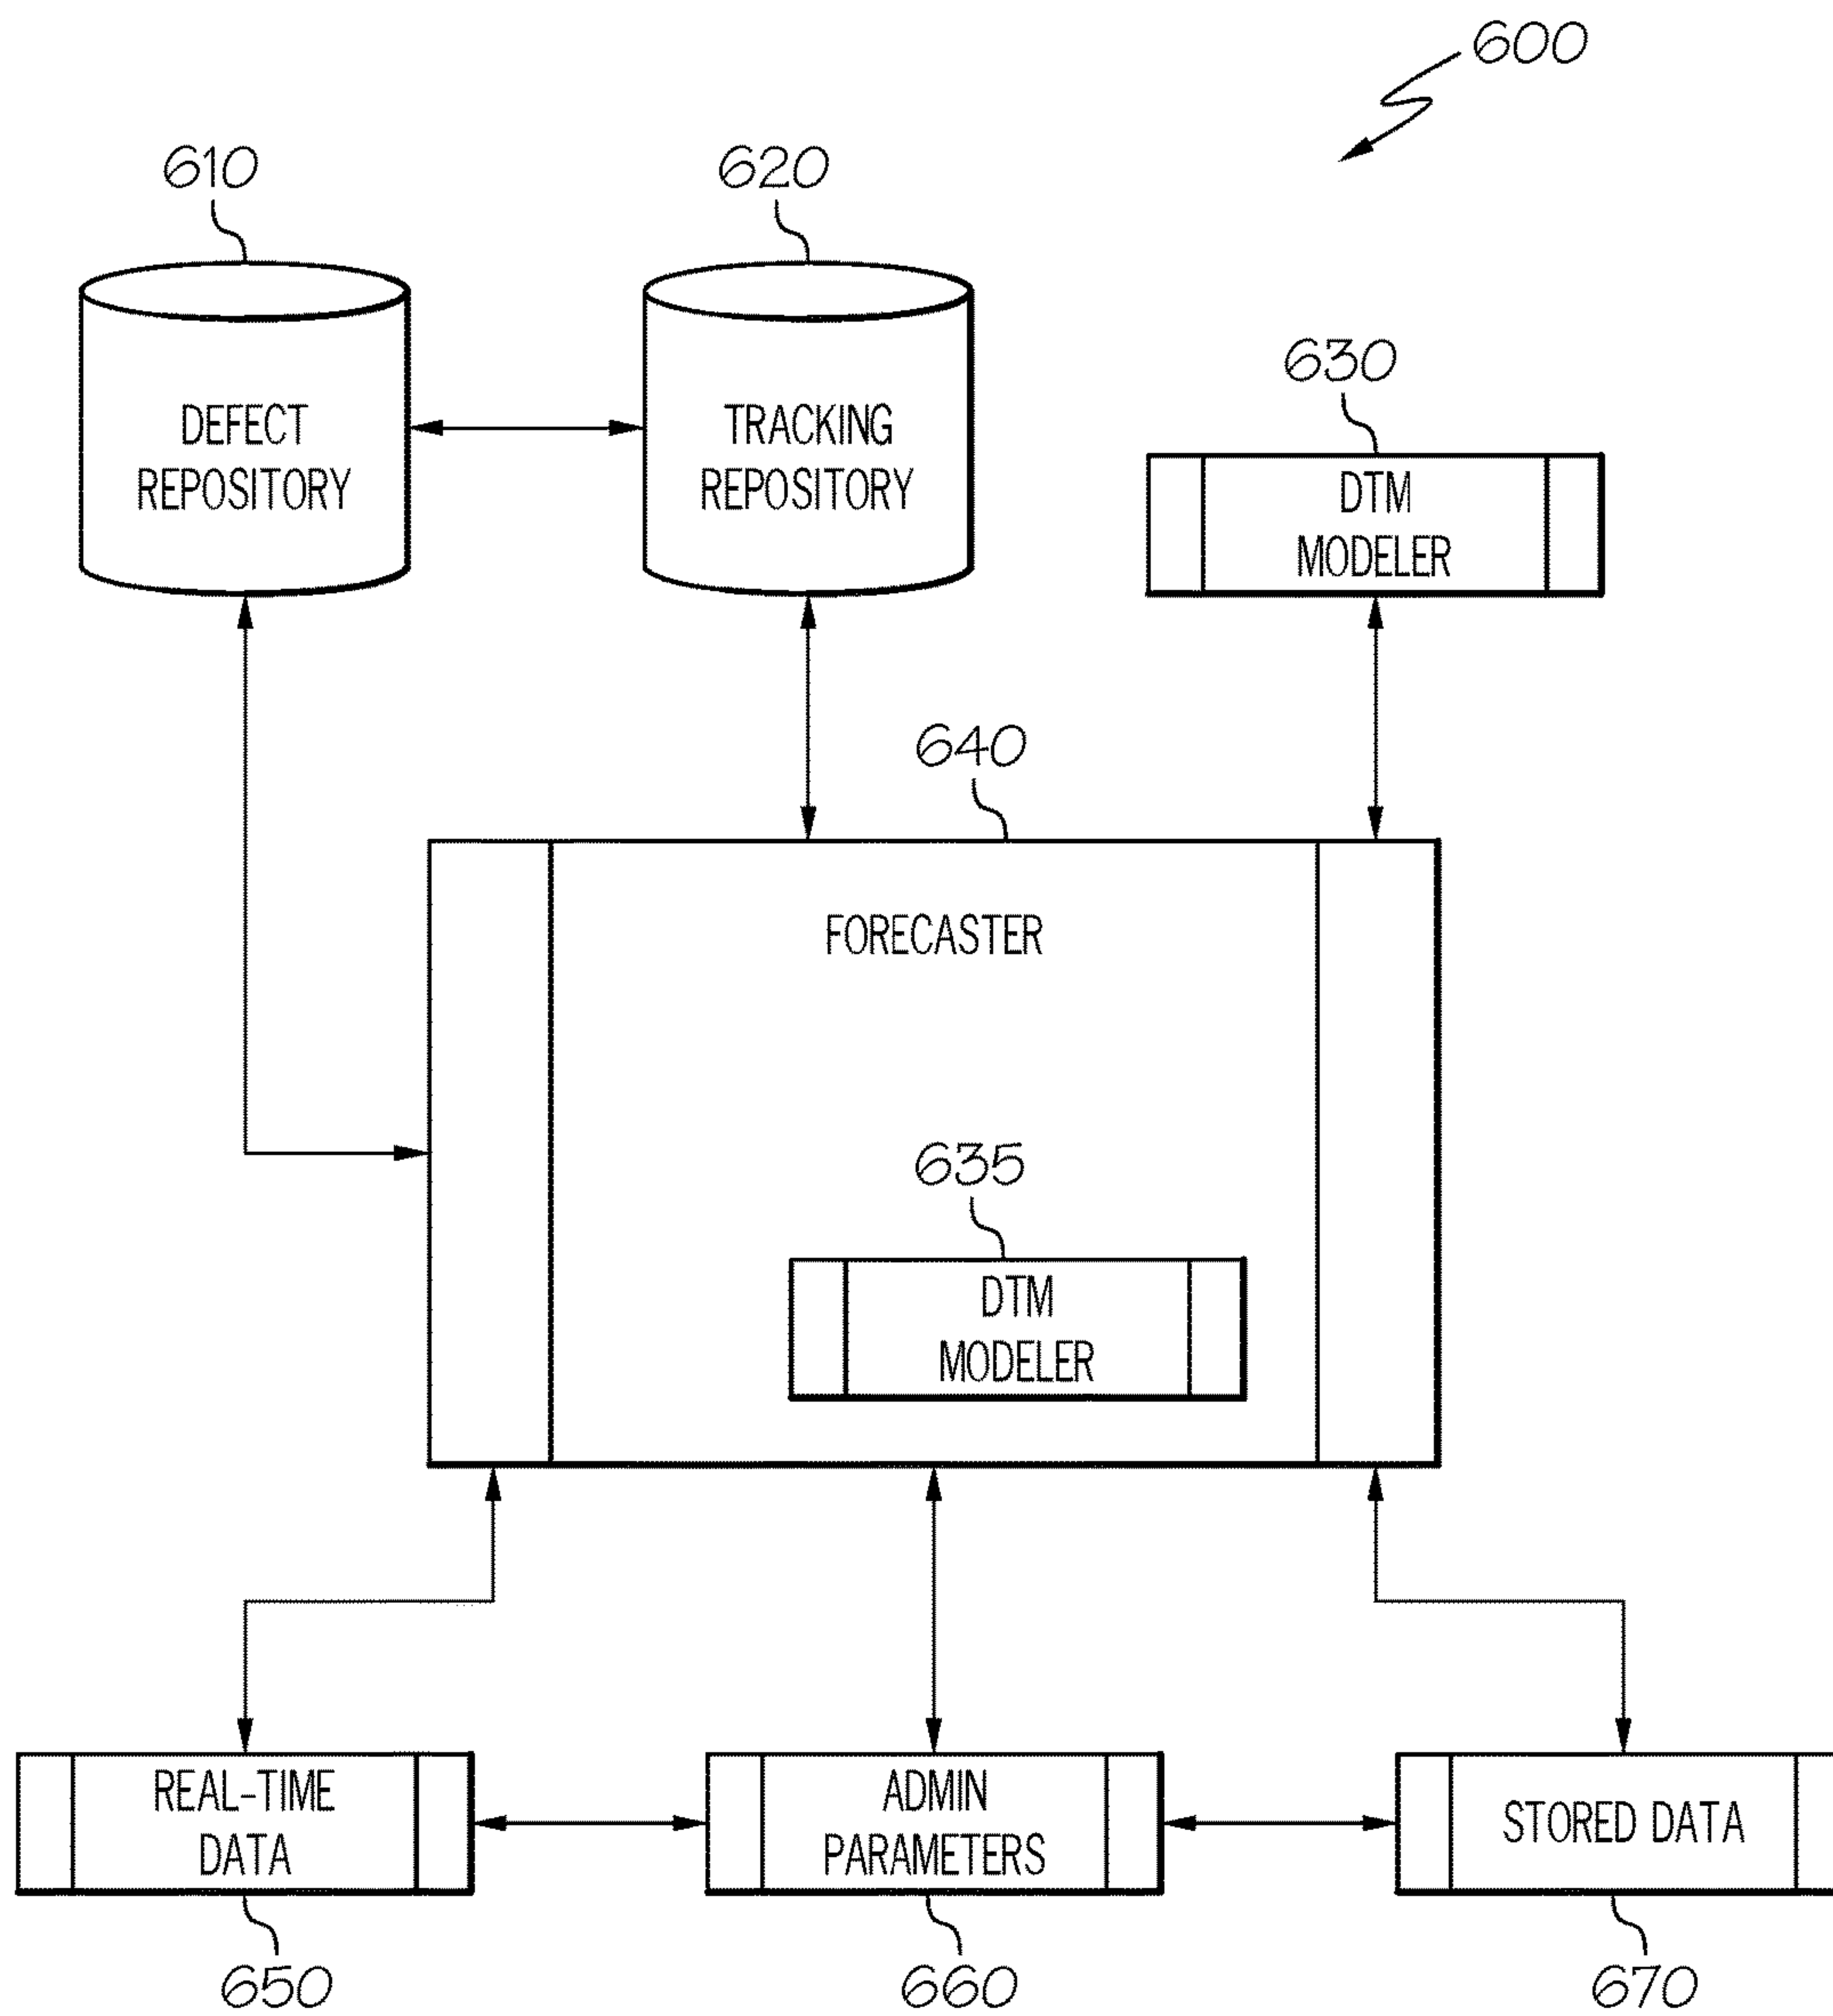 600
610
620
DEFECT
REPOSITORY
TRACKING
REPOSITORY
630
DTM
MODELER
640
FORECASTER
635
DTM
MODELER
REAL-TIME
DATA
ADMIN
PARAMETERS
STORED DATA
650
660
670